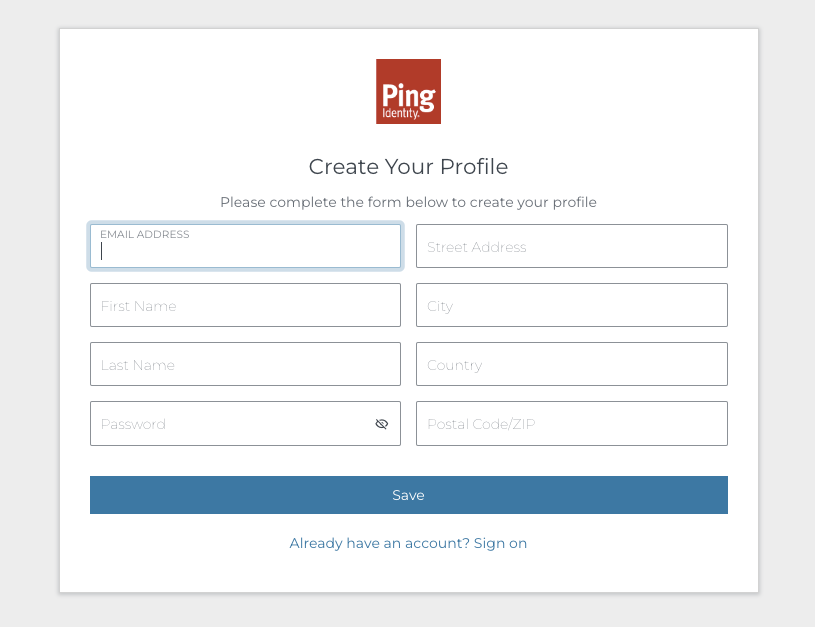 Ping
Identity.
Create Your Profile
Please complete the form below to create your profile
EMAIL ADDRESS
Street Address
First Name
City
Last Name
Country
Password
Postal Code/ZIP
Save
Already have an account? Sign on